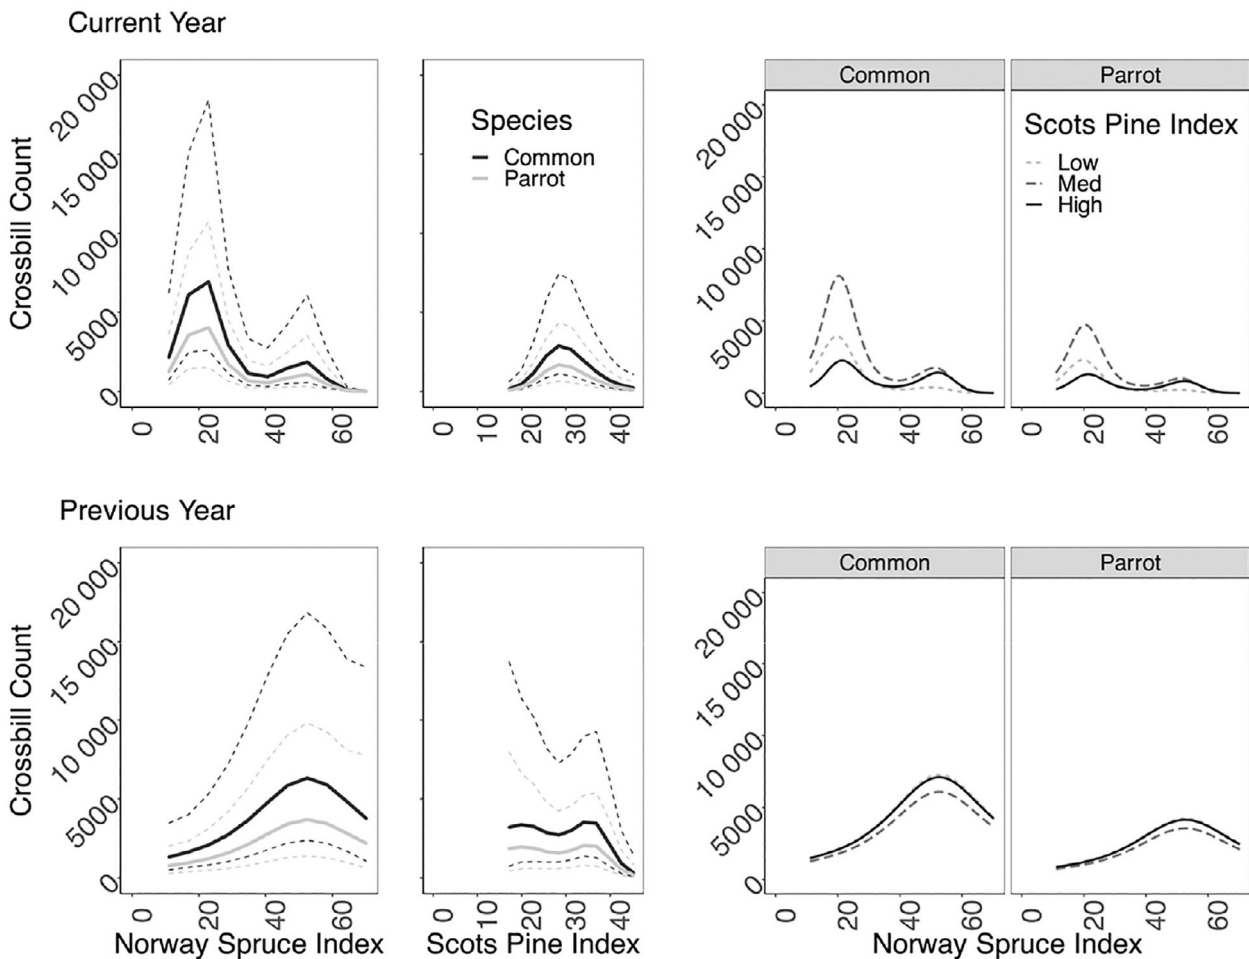 Current Year
Crossbill Count
20 000
15 000
10 000
5000
0
0 20 40 60
Species
Common
Parrot
0 10 20 30 40
Common
20 000
15 000
10 000
5000
0
0 20 40 60
Parrot
Scots Pine Index
Low
Med
High
0 20 40 60
Previous Year
Crossbill Count
20 000
15 000
10 000
5000
0
0 20 40 60
Norway Spruce Index
0 10 20 30 40
Scots Pine Index
Common
20 000
15 000
10 000
5000
0
0 20 40 60
Parrot
0 20 40 60
Norway Spruce Index